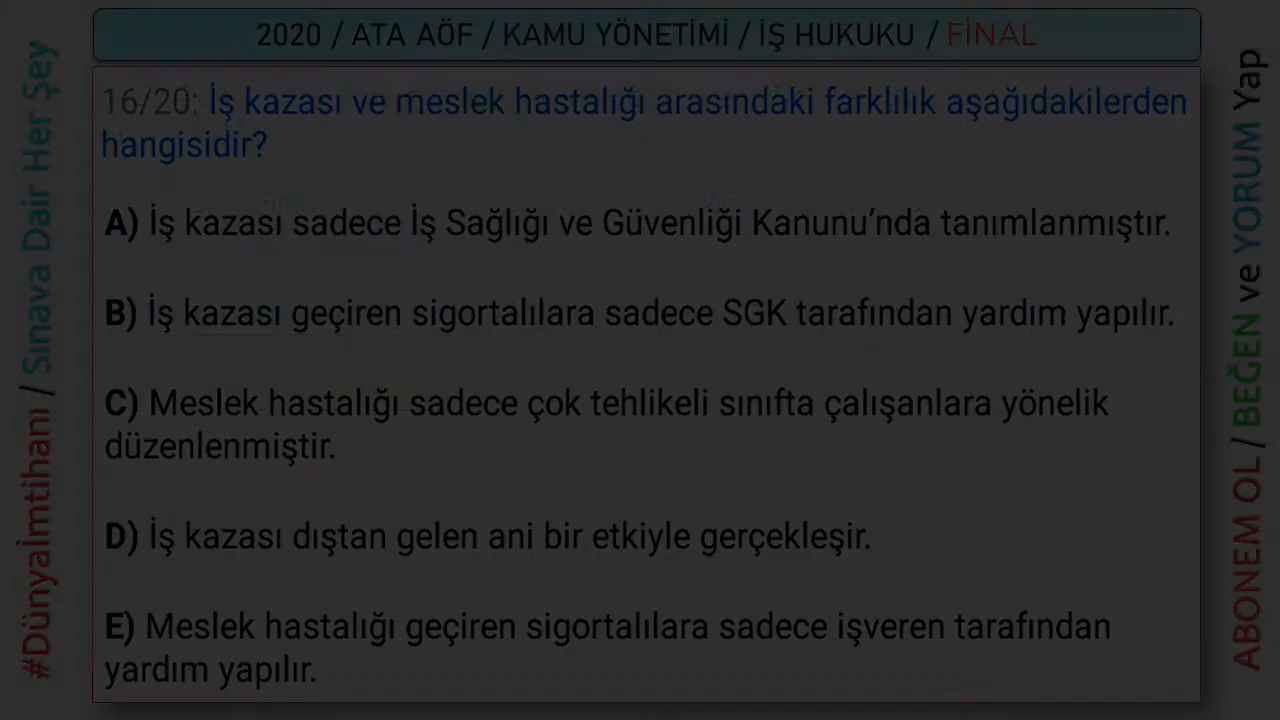 2020 / ATA AÖF / KAMU YÖNETİMİ / İŞ HUKUKU / FİNAL
#Dünyaİmtihanı / Sınava Dair Her Şey
16/20: İş kazası ve meslek hastalığı arasındaki farklılık aşağıdakilerden
hangisidir?
A) İş kazası sadece İş Sağlığı ve Güvenliği Kanunu’nda tanımlanmıştır.
B) İş kazası geçiren sigortalılara sadece SGK tarafından yardım yapılır.
C) Meslek hastalığı sadece çok tehlikeli sınıfta çalışanlara yönelik
düzenlenmiştir.
D) İş kazası dıştan gelen ani bir etkiyle gerçekleşir.
E) Meslek hastalığı geçiren sigortalılara sadece işveren tarafından
yardım yapılır.
ABONEM OL / BEĞEN ve YORUM Yap